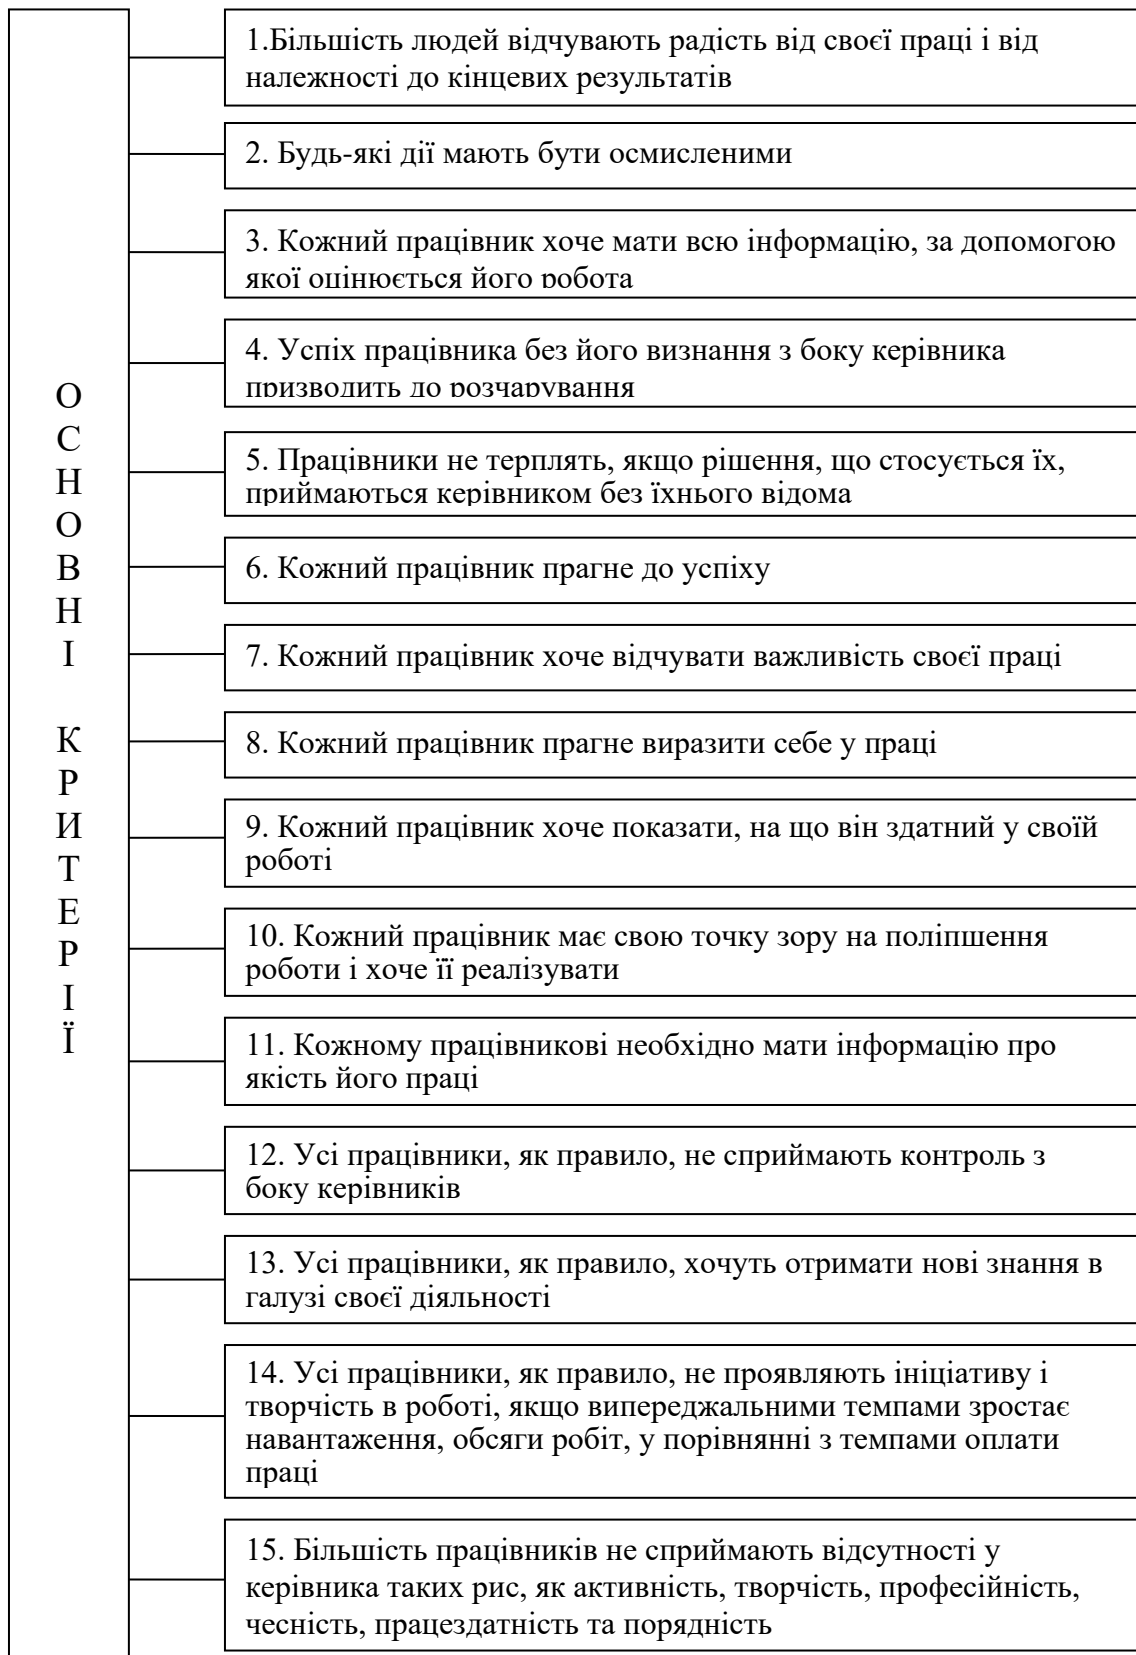 ОСНОВНІ КРИТЕРІЇ
1.Більшість людей відчувають радість від своєї праці і від
належності до кінцевих результатів
2. Будь-які дії мають бути осмисленими
3. Кожний працівник хоче мати всю інформацію, за допомогою
якої оцінюється його робота
4. Успіх працівника без його визнання з боку керівника
призводить до розчарування
5. Працівники не терплять, якщо рішення, що стосується їх,
приймаються керівником без їхнього відома
6. Кожний працівник прагне до успіху
7. Кожний працівник хоче відчувати важливість своєї праці
8. Кожний працівник прагне виразити себе у праці
9. Кожний працівник хоче показати, на що він здатний у своїй
роботі
10. Кожний працівник має свою точку зору на поліпшення
роботи і хоче її реалізувати
11. Кожному працівникові необхідно мати інформацію про
якість його праці
12. Усі працівники, як правило, не сприймають контроль з
боку керівників
13. Усі працівники, як правило, хочуть отримати нові знання в
галузі своєї діяльності
14. Усі працівники, як правило, не проявляють ініціативу і
творчість в роботі, якщо випереджальними темпами зростає
навантаження, обсяги робіт, у порівнянні з темпами оплати
праці
15. Більшість працівників не сприймають відсутності у
керівника таких рис, як активність, творчість, професійність,
чесність, працездатність та порядність